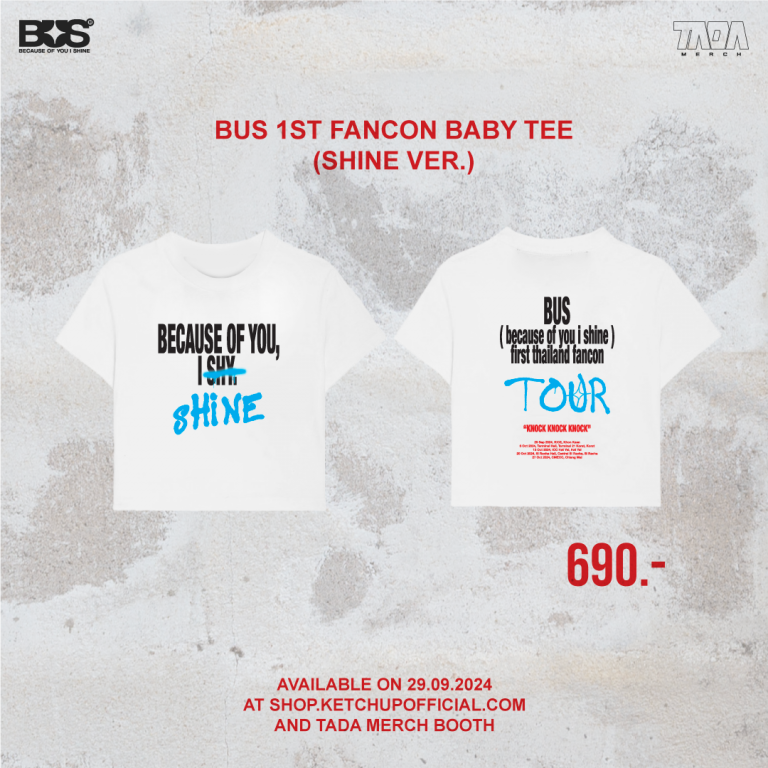 BUS
BECAUSE OF YOU I SHINE
TADA
MERCH
BUS 1ST FANCON BABY TEE
(SHINE VER.)
BECAUSE OF YOU,
I SHY.
SHiNE
BUS
( because of you i shine )
first thailand fancon
TOUR
“KNOCK KNOCK KNOCK”
690.-
AVAILABLE ON 29.09.2024
AT SHOP.KETCHUPOFFICIAL.COM
AND TADA MERCH BOOTH